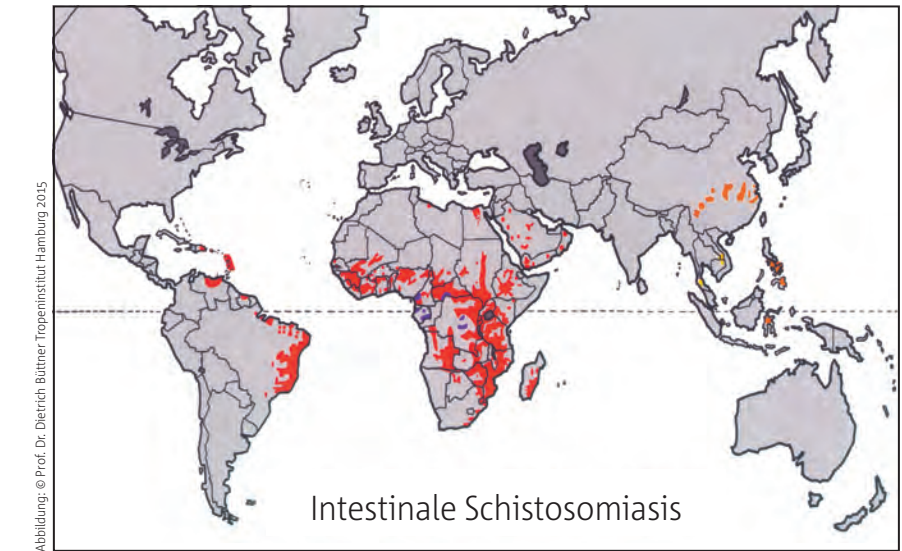 Abbildung: © Prof. Dr. Dietrich Büttner Tropeninstitut Hamburg 2015
Intestinale Schistosomiasis